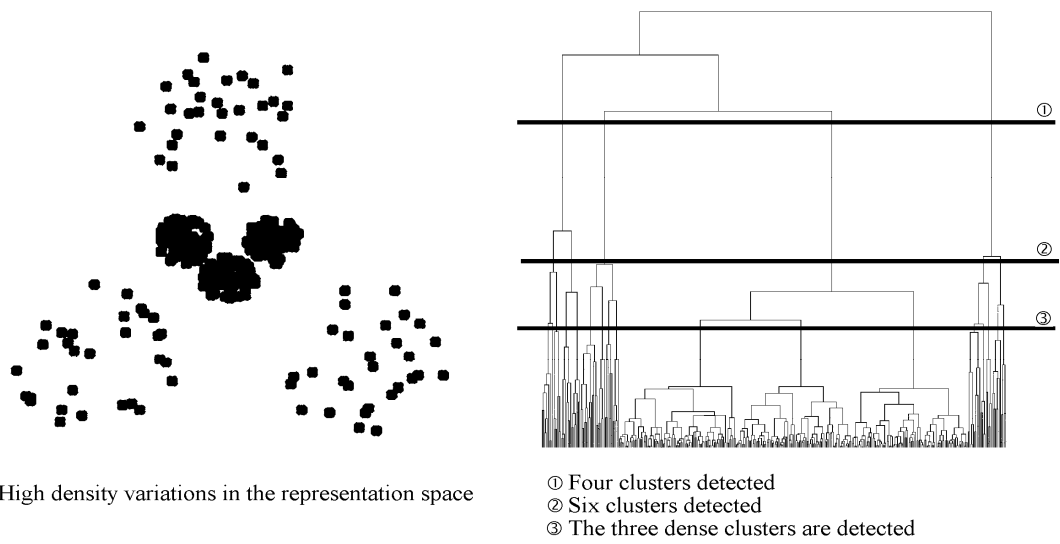 ①
②
③
High density variations in the representation space
① Four clusters detected
② Six clusters detected
③ The three dense clusters are detected